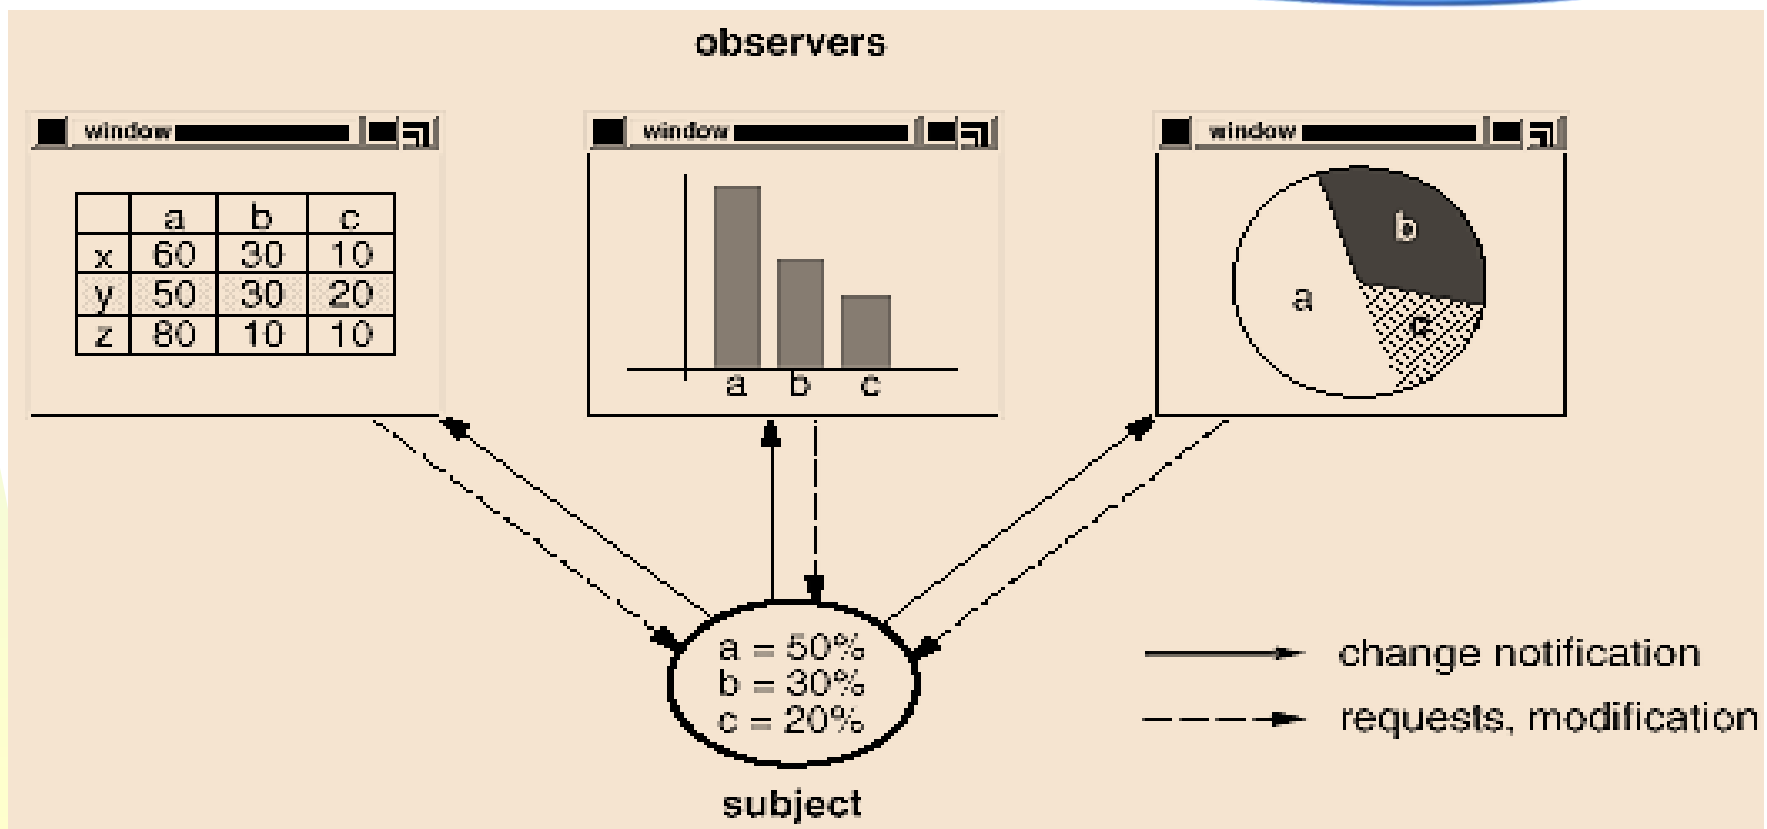 observers
window
a b c
x 60 30 10
y 50 30 20
z 80 10 10
window
a b c
window
b
a
c
a = 50%
b = 30%
c = 20%
subject
change notification
requests, modification